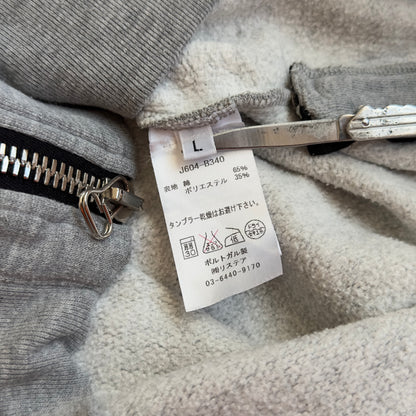 L
J604-B340
表地 綿 65%
ポリエステル 35%
タンブラー乾燥はお避け下さい。
ポルトガル製
㈱リステア
03-6440-9170